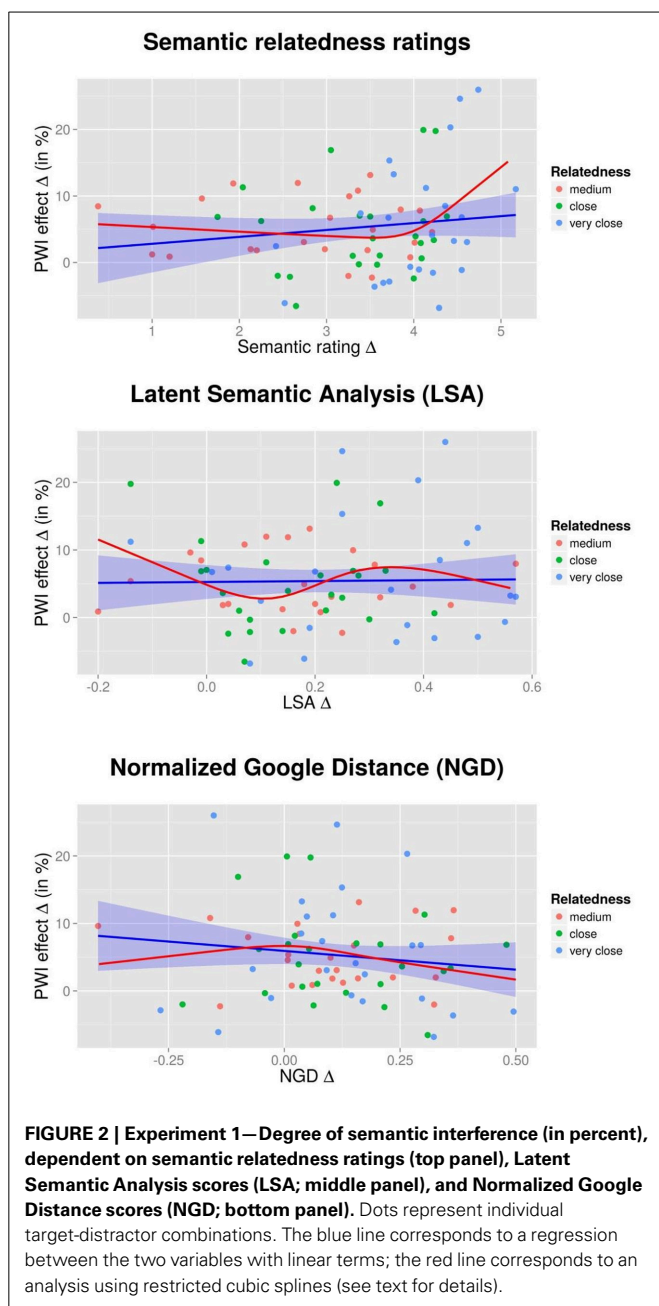 Semantic relatedness ratings
PWI effect Δ (in %)
20
10
0
1 2 3 4 5
Semantic rating Δ
Relatedness
medium
close
very close
Latent Semantic Analysis (LSA)
PWI effect Δ (in %)
20
10
0
-0.2 0.0 0.2 0.4 0.6
LSA Δ
Relatedness
medium
close
very close
Normalized Google Distance (NGD)
PWI effect Δ (in %)
20
10
0
-0.25 0.00 0.25 0.50
NGD Δ
Relatedness
medium
close
very close
FIGURE 2 | Experiment 1—Degree of semantic interference (in percent),
dependent on semantic relatedness ratings (top panel), Latent
Semantic Analysis scores (LSA; middle panel), and Normalized Google
Distance scores (NGD; bottom panel). Dots represent individual
target-distractor combinations. The blue line corresponds to a regression
between the two variables with linear terms; the red line corresponds to an
analysis using restricted cubic splines (see text for details).